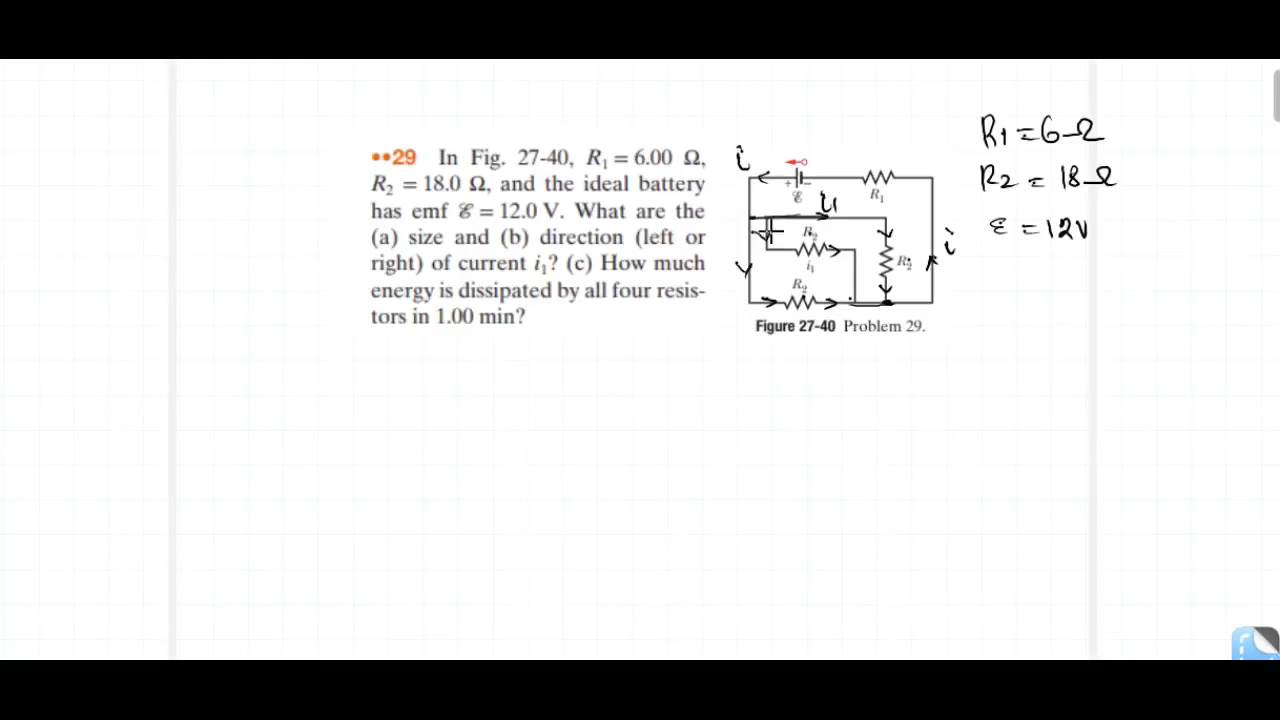 ••29 In Fig. 27-40, R₁ = 6.00 Ω,
R₂ = 18.0 Ω, and the ideal battery
has emf ℰ = 12.0 V. What are the
(a) size and (b) direction (left or
right) of current i₁? (c) How much
energy is dissipated by all four resis-
tors in 1.00 min?
i
+ –
ℰ
R₁
i₁
R₂
i₁
R₂
R₂
i
Figure 27-40 Problem 29.
R1 = 6Ω
R2 = 18Ω
ε = 12V